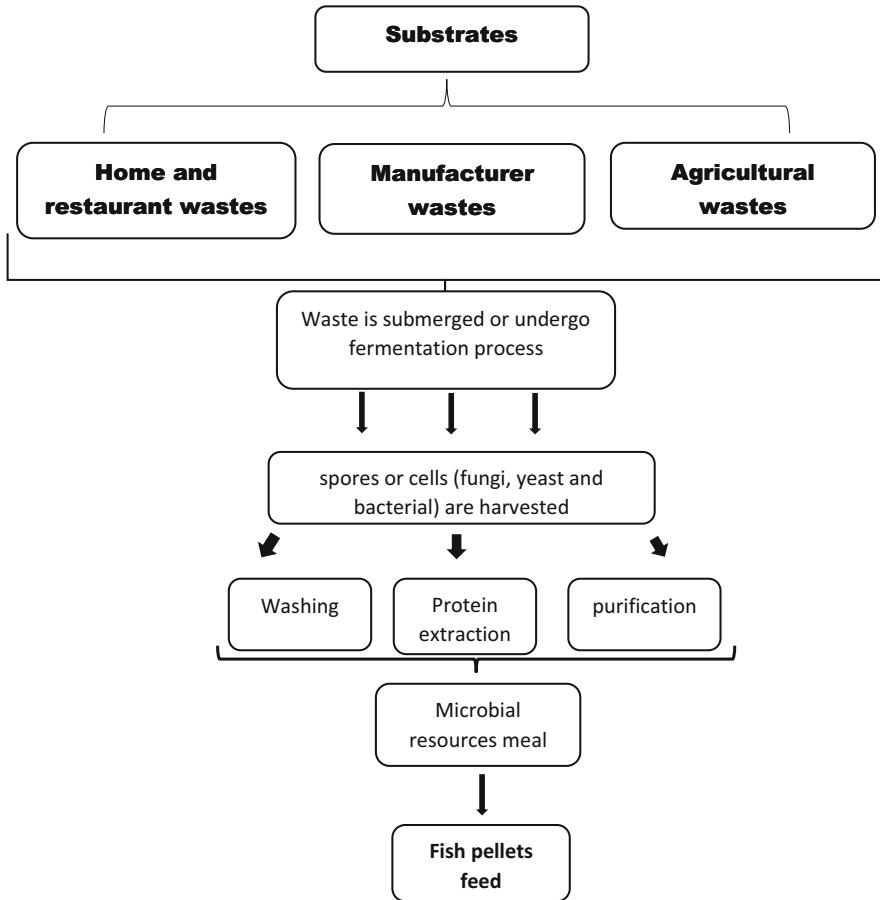 Substrates
Home and
restaurant wastes
Manufacturer
wastes
Agricultural
wastes
Waste is submerged or undergo
fermentation process
spores or cells (fungi, yeast and
bacterial) are harvested
Washing
Protein
extraction
purification
Microbial
resources meal
Fish pellets
feed